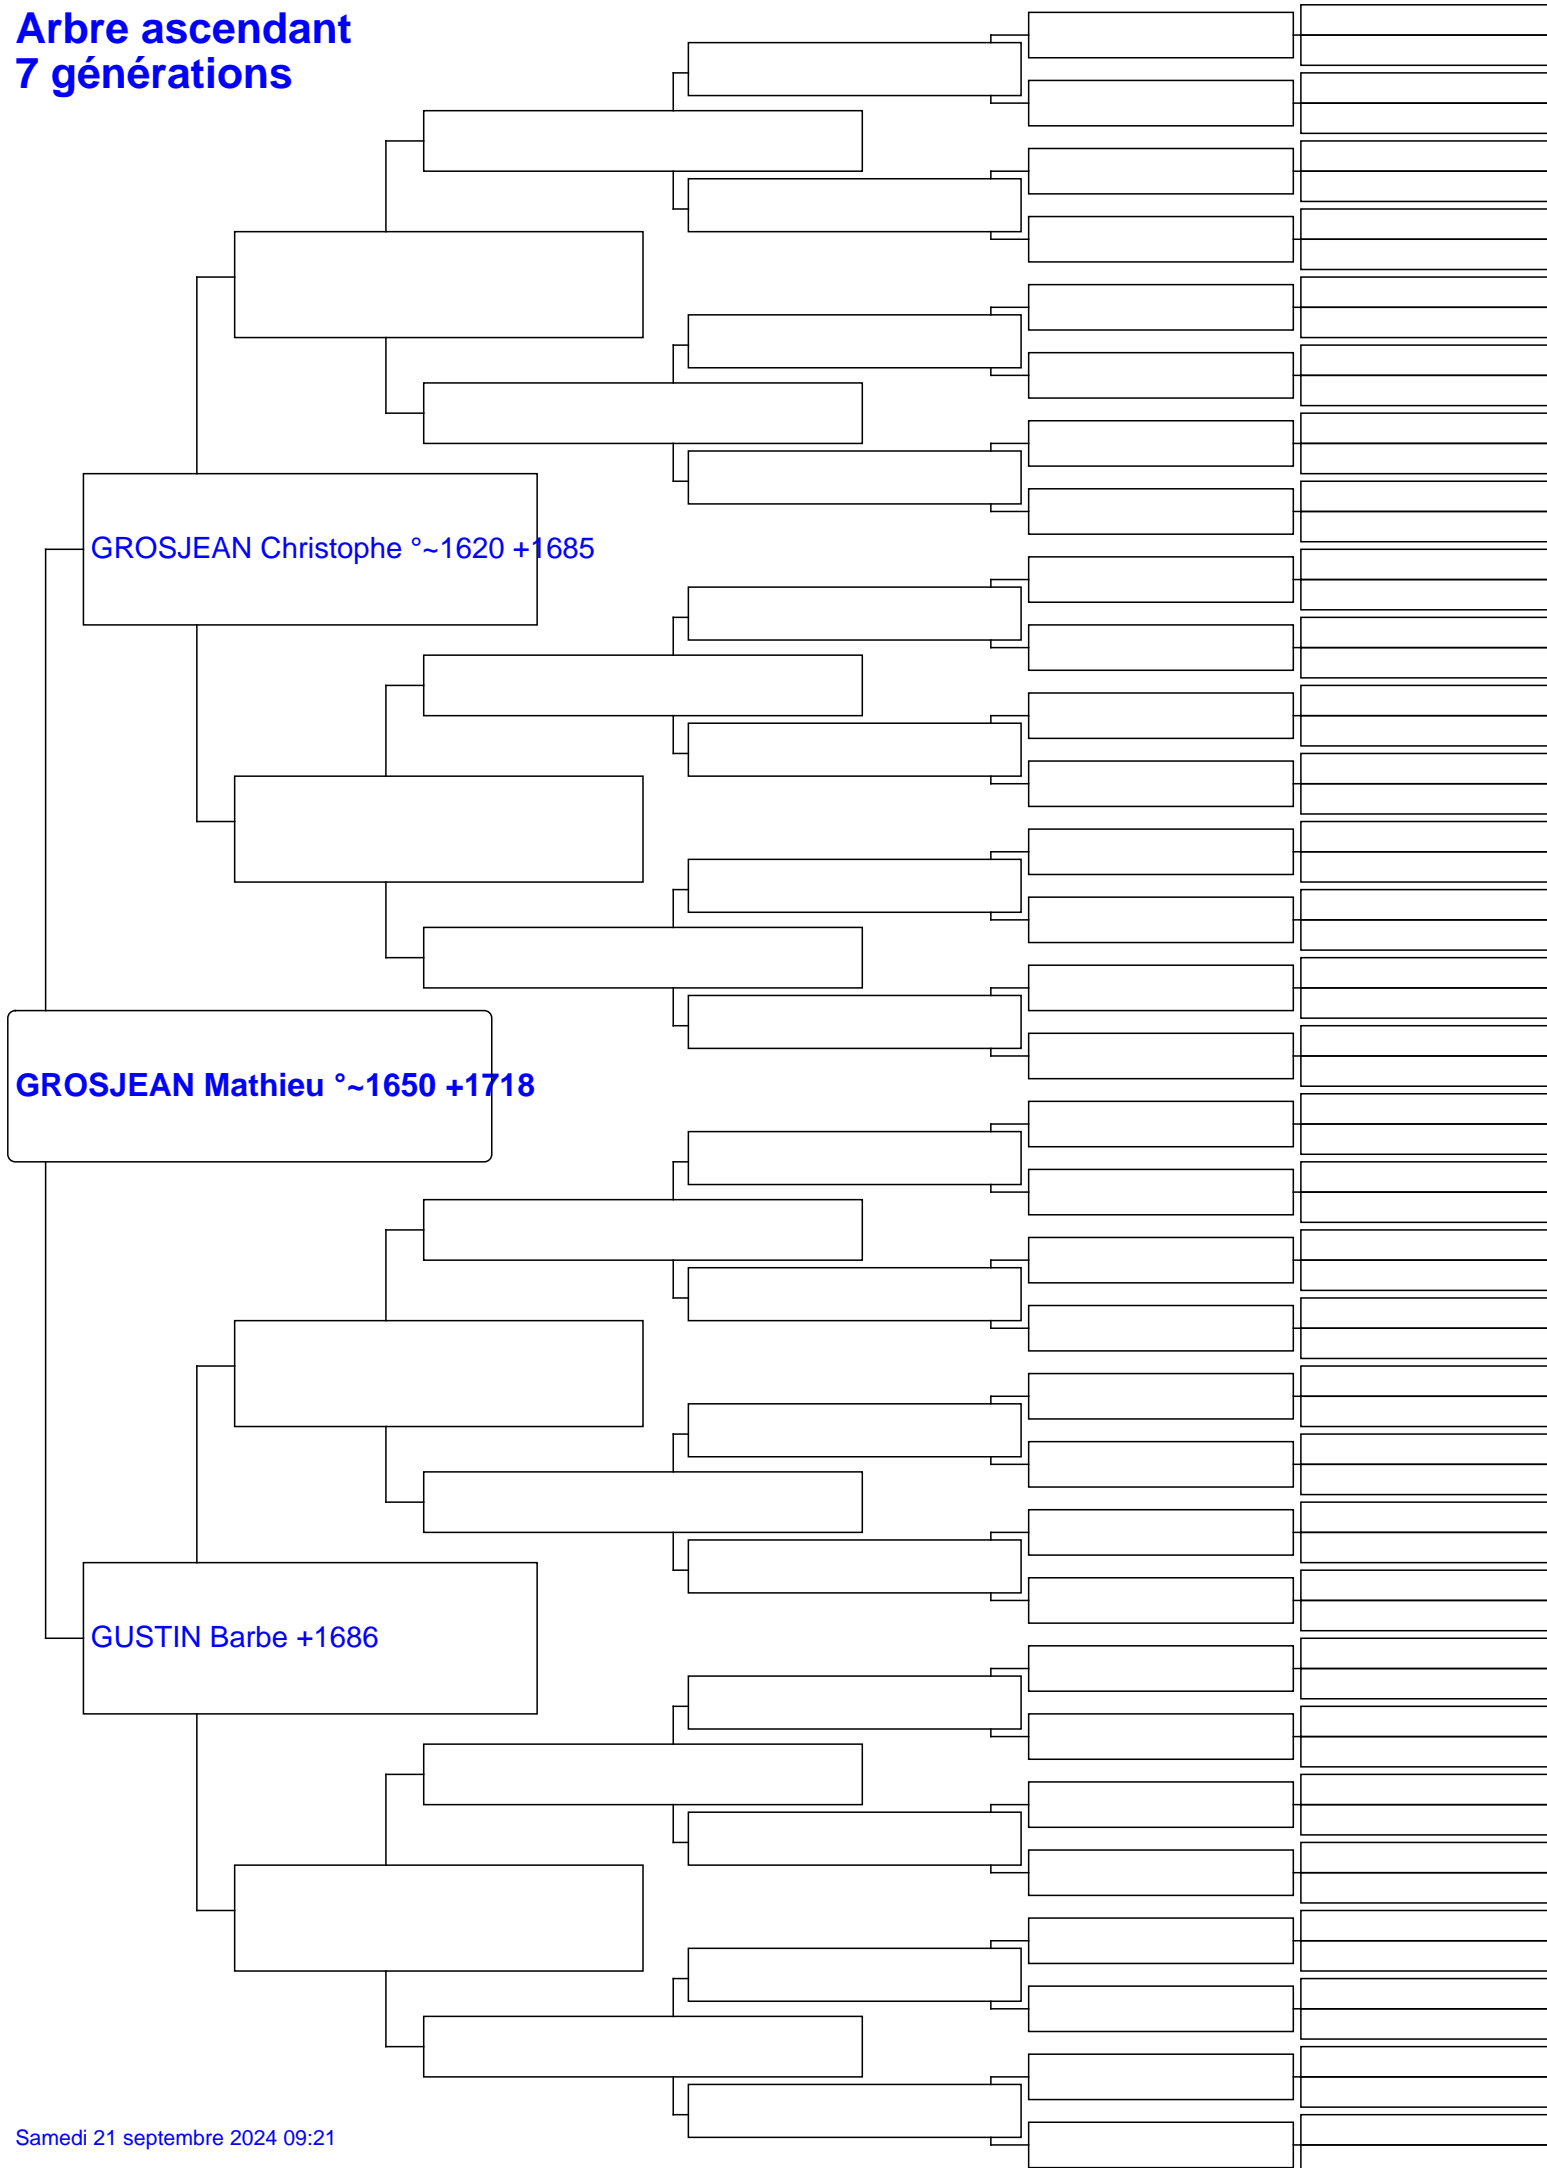 Arbre ascendant
7 générations
GROSJEAN Christophe °~1620 +1685
GROSJEAN Mathieu °~1650 +1718
GUSTIN Barbe +1686
Samedi 21 septembre 2024 09:21